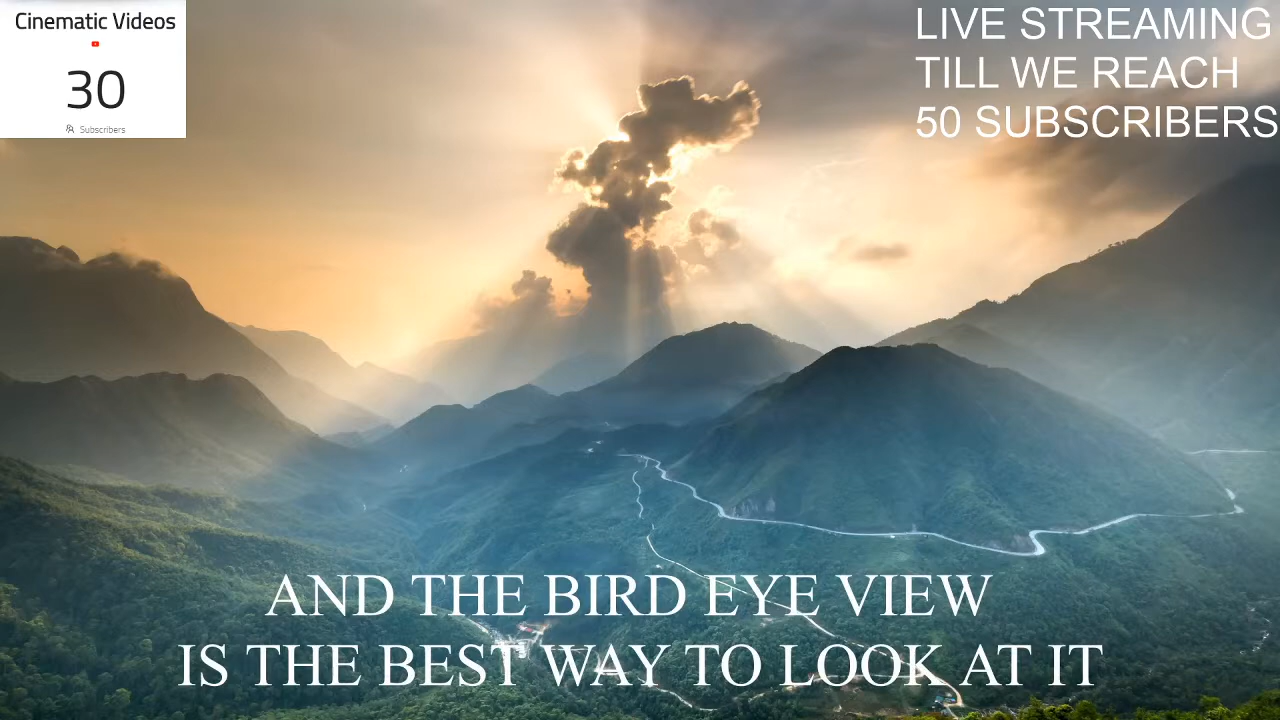 Cinematic Videos
30
Subscribers
LIVE STREAMING
TILL WE REACH
50 SUBSCRIBERS
AND THE BIRD EYE VIEW
IS THE BEST WAY TO LOOK AT IT